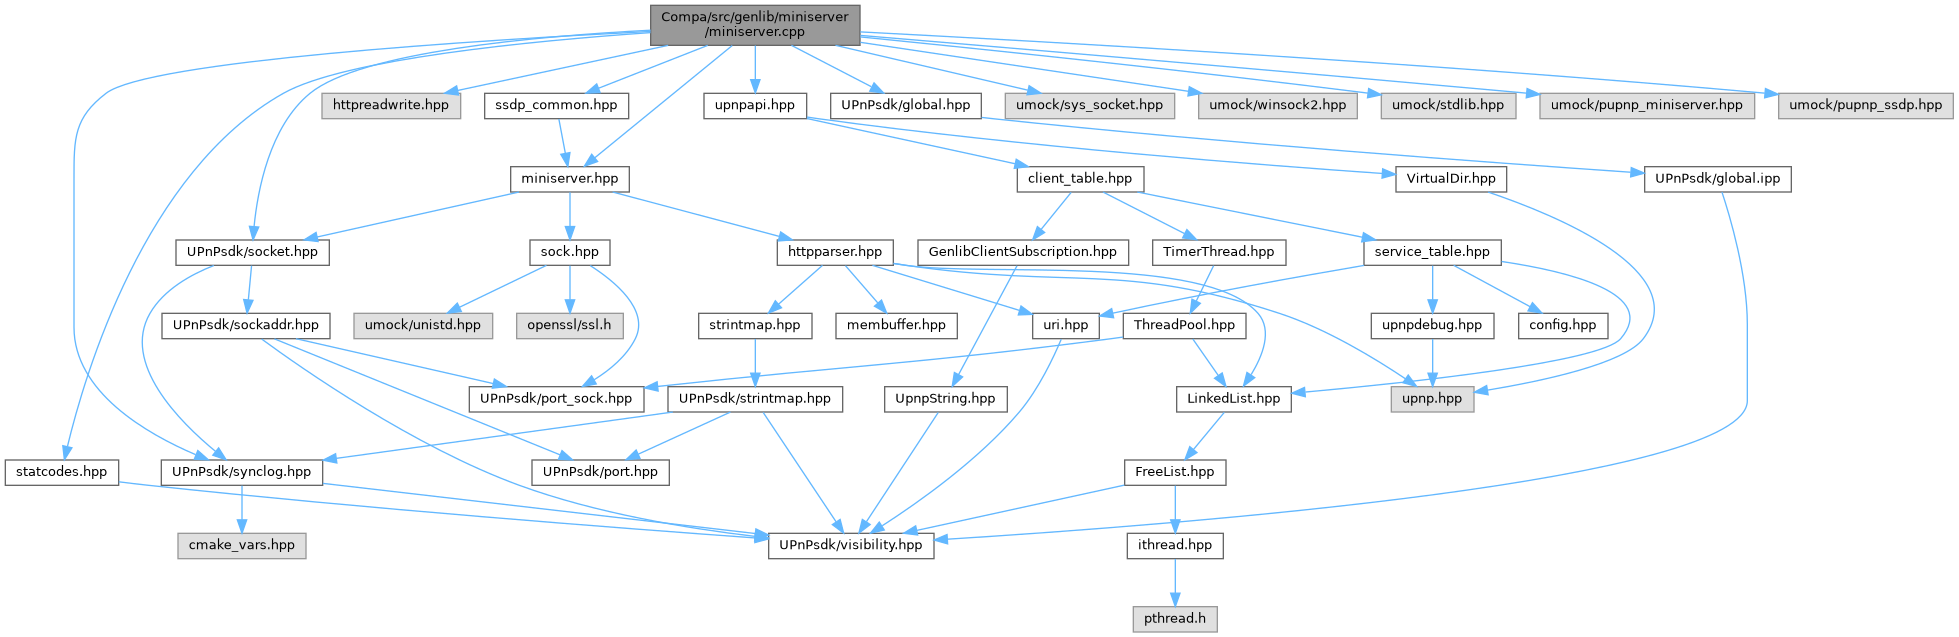 Compa/src/genlib/miniserver
/miniserver.cpp
httpreadwrite.hpp
ssdp_common.hpp
upnpapi.hpp
UPnPsdk/global.hpp
umock/sys_socket.hpp
umock/winsock2.hpp
umock/stdlib.hpp
umock/pupnp_miniserver.hpp
umock/pupnp_ssdp.hpp
miniserver.hpp
client_table.hpp
VirtualDir.hpp
UPnPsdk/global.ipp
UPnPsdk/socket.hpp
sock.hpp
httpparser.hpp
GenlibClientSubscription.hpp
TimerThread.hpp
service_table.hpp
UPnPsdk/sockaddr.hpp
umock/unistd.hpp
openssl/ssl.h
strintmap.hpp
membuffer.hpp
uri.hpp
ThreadPool.hpp
upnpdebug.hpp
config.hpp
UPnPsdk/port_sock.hpp
UPnPsdk/strintmap.hpp
UpnpString.hpp
LinkedList.hpp
upnp.hpp
statcodes.hpp
UPnPsdk/synclog.hpp
UPnPsdk/port.hpp
FreeList.hpp
cmake_vars.hpp
UPnPsdk/visibility.hpp
ithread.hpp
pthread.h